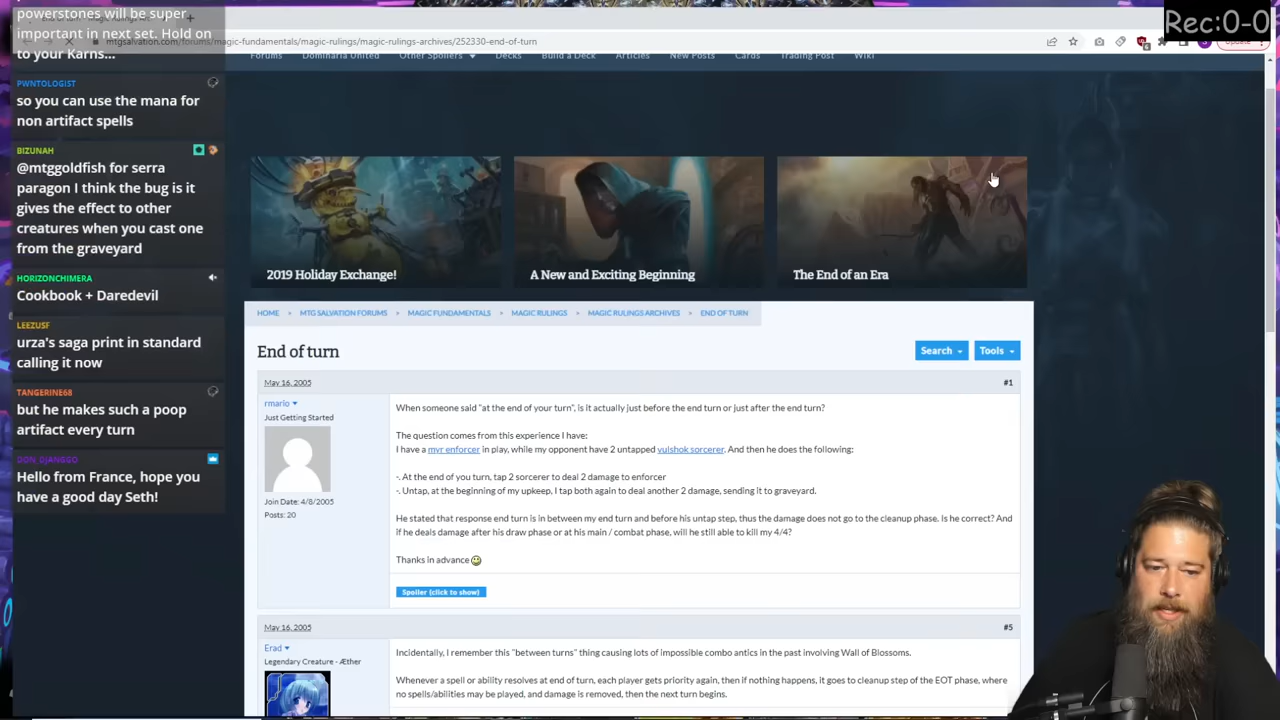 powerstones will be super
important in next set. Hold on
to your Karns...
PWNTOLOGIST
so you can use the mana for
non artifact spells
BIZUNAH
@mtggoldfish for serra
paragon I think the bug is it
gives the effect to other
creatures when you cast one
from the graveyard
HORIZONCHIMERA
Cookbook + Daredevil
LEEZUSF
urza's saga print in standard
calling it now
TANGERINE68
but he makes such a poop
artifact every turn
DON_DJANGGO
Hello from France, hope you
have a good day Seth!
Rec:0-0
mtgsalvation.com/forums/magic-fundamentals/magic-rulings/magic-rulings-archives/252330-end-of-turn
Update
Forums Dominaria United Other Spoilers Decks Build a Deck Articles New Posts Cards Trading Post Wiki
2019 Holiday Exchange!
A New and Exciting Beginning
The End of an Era
HOME > MTG SALVATION FORUMS > MAGIC FUNDAMENTALS > MAGIC RULINGS > MAGIC RULINGS ARCHIVES > END OF TURN
End of turn
Search
Tools
May 16, 2005
#1
rmario
Just Getting Started
Join Date: 4/8/2005
Posts: 20
When someone said "at the end of your turn", is it actually just before the end turn or just after the end turn?
The question comes from this experience I have:
I have a myr enforcer in play, while my opponent have 2 untapped vulshok sorcerer. And then he does the following:
-. At the end of you turn, tap 2 sorcerer to deal 2 damage to enforcer
-. Untap, at the beginning of my upkeep, I tap both again to deal another 2 damage, sending it to graveyard.
He stated that response end turn is in between my end turn and before his untap step, thus the damage does not go to the cleanup phase. Is he correct? And
if he deals damage after his draw phase or at his main / combat phase, will he still able to kill my 4/4?
Thanks in advance
Spoiler (click to show)
May 16, 2005
#5
Erad
Legendary Creature - Æther
Incidentally, I remember this "between turns" thing causing lots of impossible combo antics in the past involving Wall of Blossoms.
Whenever a spell or ability resolves at end of turn, each player gets priority again, then if nothing happens, it goes to cleanup step of the EOT phase, where
no spells/abilities may be played, and damage is removed, then the next turn begins.